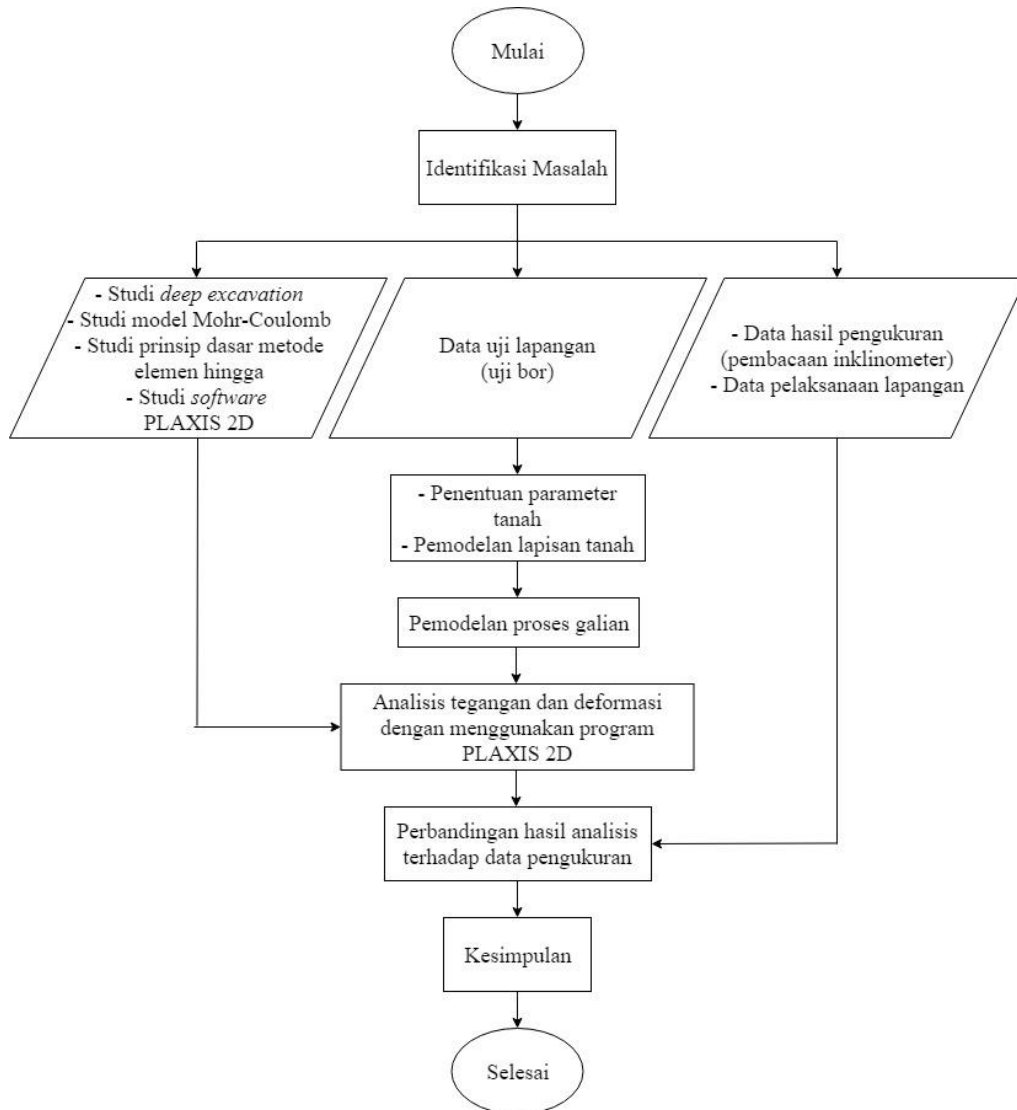 Mulai
Identifikasi Masalah
- Studi deep excavation
- Studi model Mohr-Coulomb
- Studi prinsip dasar metode
elemen hingga
- Studi software
PLAXIS 2D
Data uji lapangan
(uji bor)
- Data hasil pengukuran
(pembacaan inklinometer)
- Data pelaksanaan lapangan
- Penentuan parameter
tanah
- Pemodelan lapisan tanah
Pemodelan proses galian
Analisis tegangan dan deformasi
dengan menggunakan program
PLAXIS 2D
Perbandingan hasil analisis
terhadap data pengukuran
Kesimpulan
Selesai